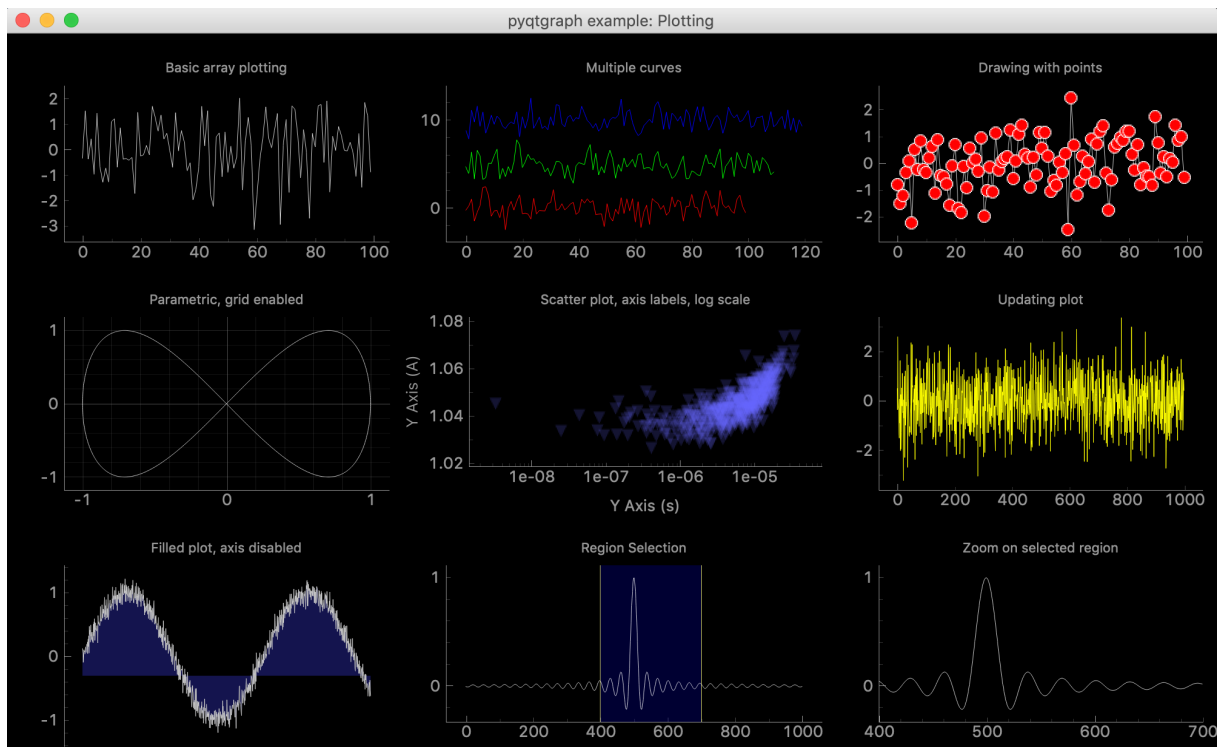 pyqtgraph example: Plotting
Basic array plotting
2
1
0
-1
-2
-3
0 20 40 60 80 100
Multiple curves
10
0
0 20 40 60 80 100 120
Drawing with points
2
1
0
-1
-2
0 20 40 60 80 100
Parametric, grid enabled
1
0
-1
-1 0 1
Scatter plot, axis labels, log scale
Y Axis (A)
1.08
1.06
1.04
1.02
1e-08 1e-07 1e-06 1e-05
Y Axis (s)
Updating plot
2
0
-2
0 200 400 600 800 1000
Filled plot, axis disabled
1
0
-1
Region Selection
1
0
0 200 400 600 800 1000
Zoom on selected region
1
0
400 500 600 700